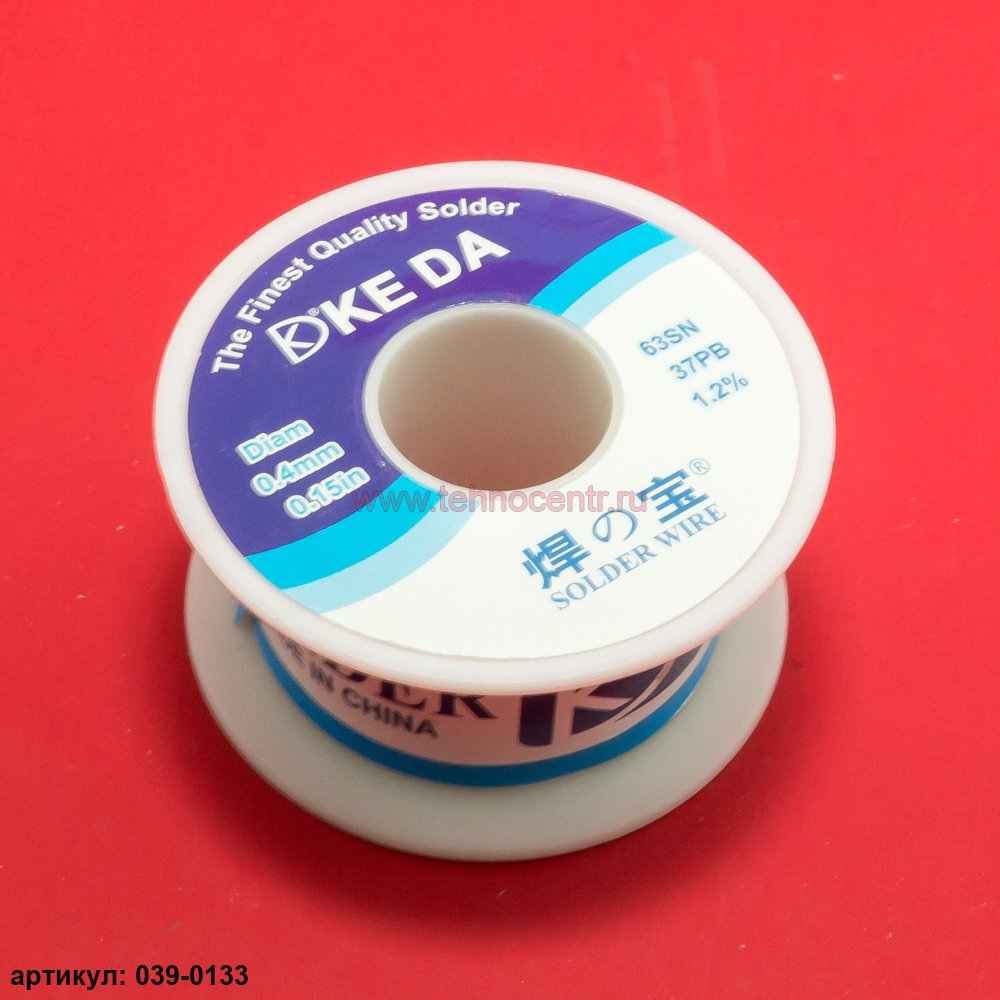 The Finest Quality Solder
DK® KE DA
63SN
37PB
1.2%
Diam
0.4mm
0.15in
www.tehnocentr.ru
焊の宝®
SOLDER WIRE
IN CHINA
артикул: 039-0133